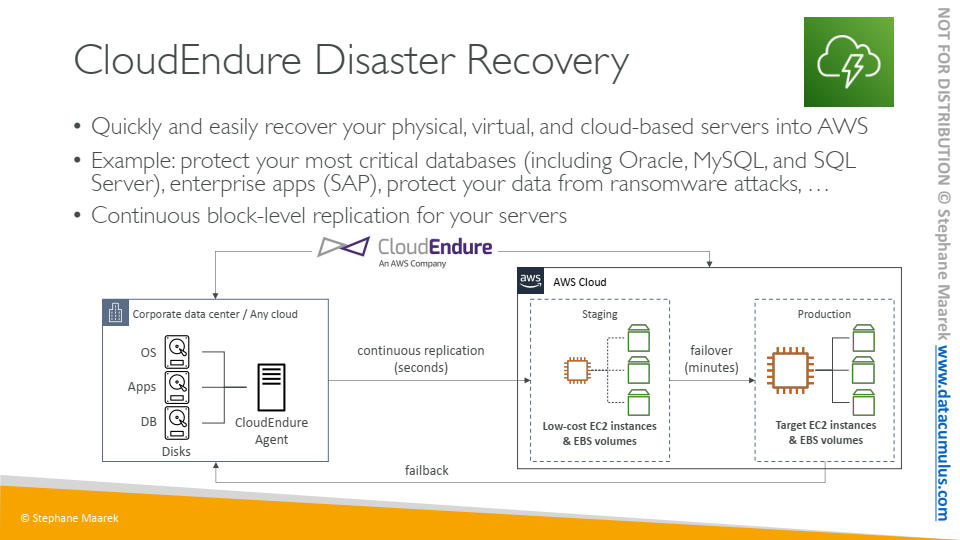 CloudEndure Disaster Recovery
• Quickly and easily recover your physical, virtual, and cloud-based servers into AWS
• Example: protect your most critical databases (including Oracle, MySQL, and SQL
Server), enterprise apps (SAP), protect your data from ransomware attacks, …
• Continuous block-level replication for your servers
CloudEndure
An AWS Company
Corporate data center / Any cloud
OS
Apps
DB
Disks
CloudEndure
Agent
continuous replication
(seconds)
aws
AWS Cloud
Staging
Low-cost EC2 instances
& EBS volumes
failover
(minutes)
Production
Target EC2 instances
& EBS volumes
failback
© Stephane Maarek
NOT FOR DISTRIBUTION © Stephane Maarek www.datacumulus.com